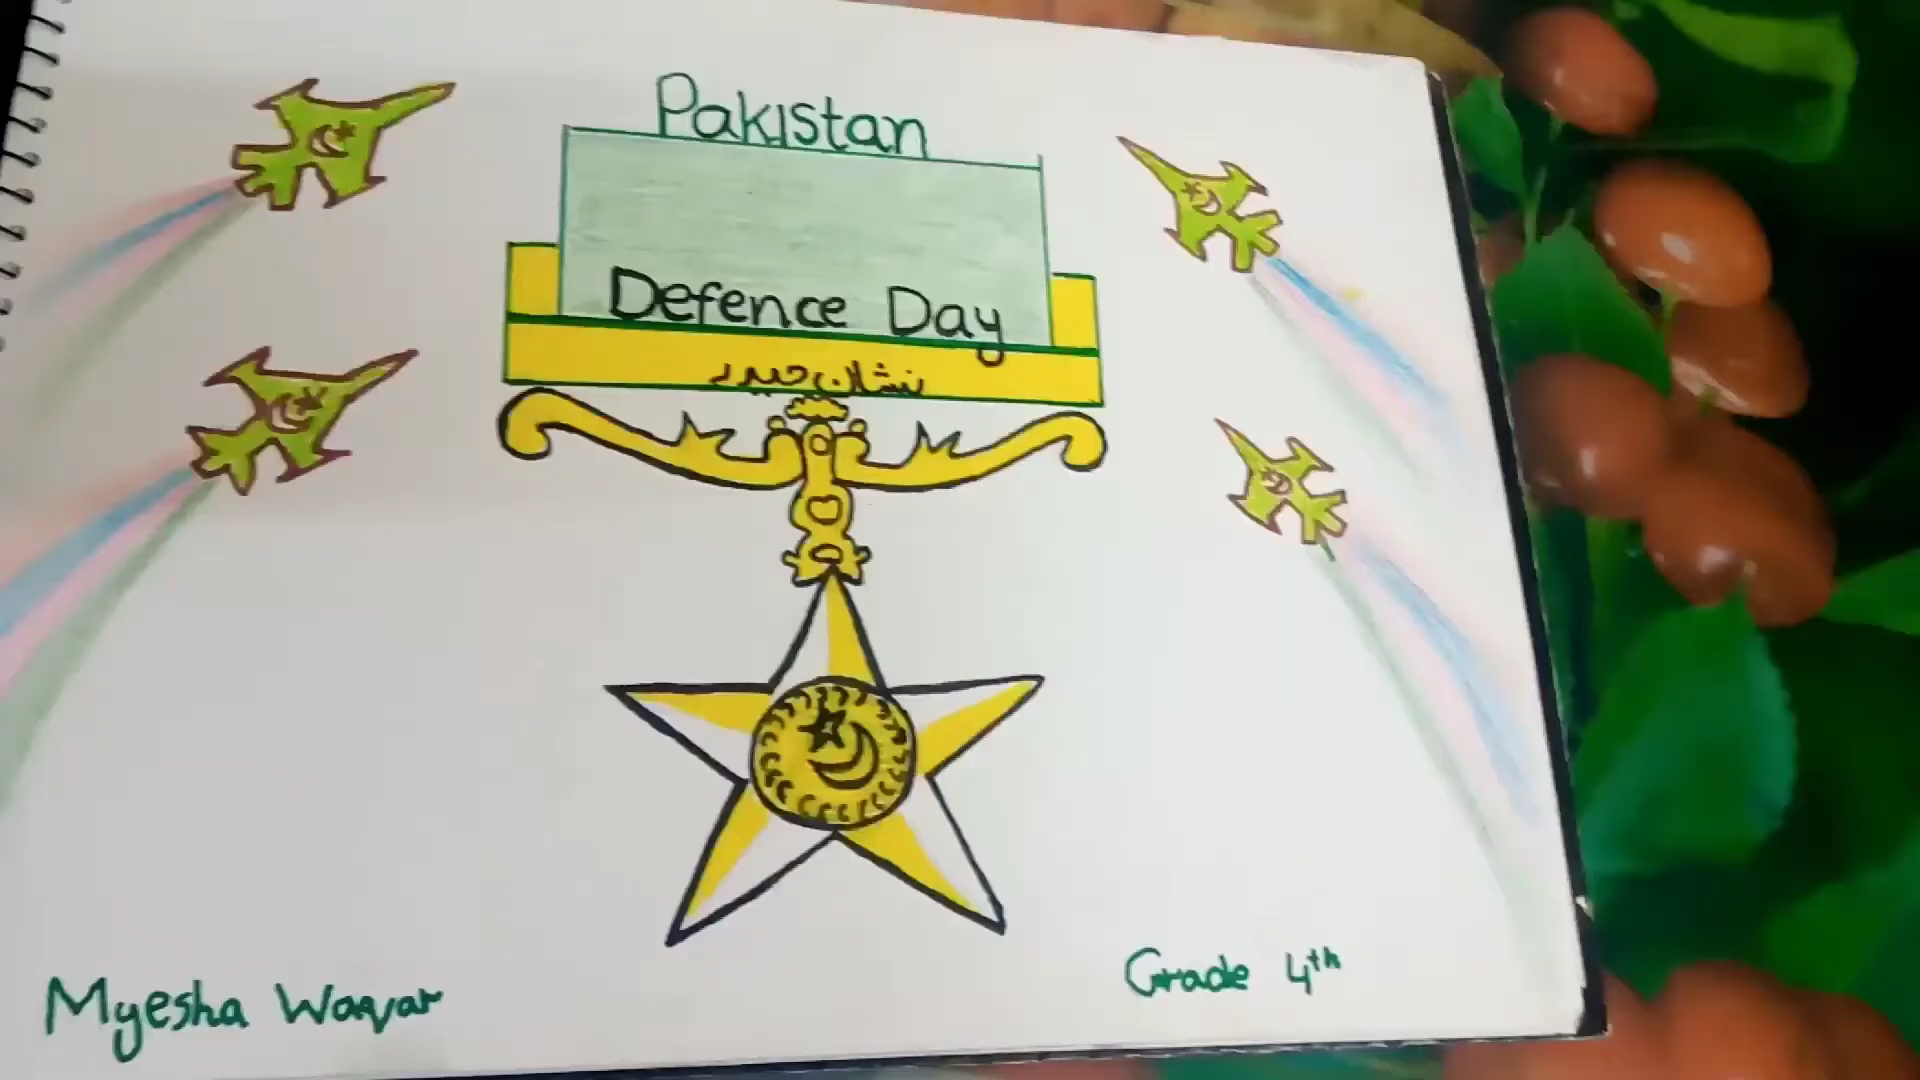 Pakistan
Defence Day
نشان حیدر
Myesha Waqar
Grade 4th